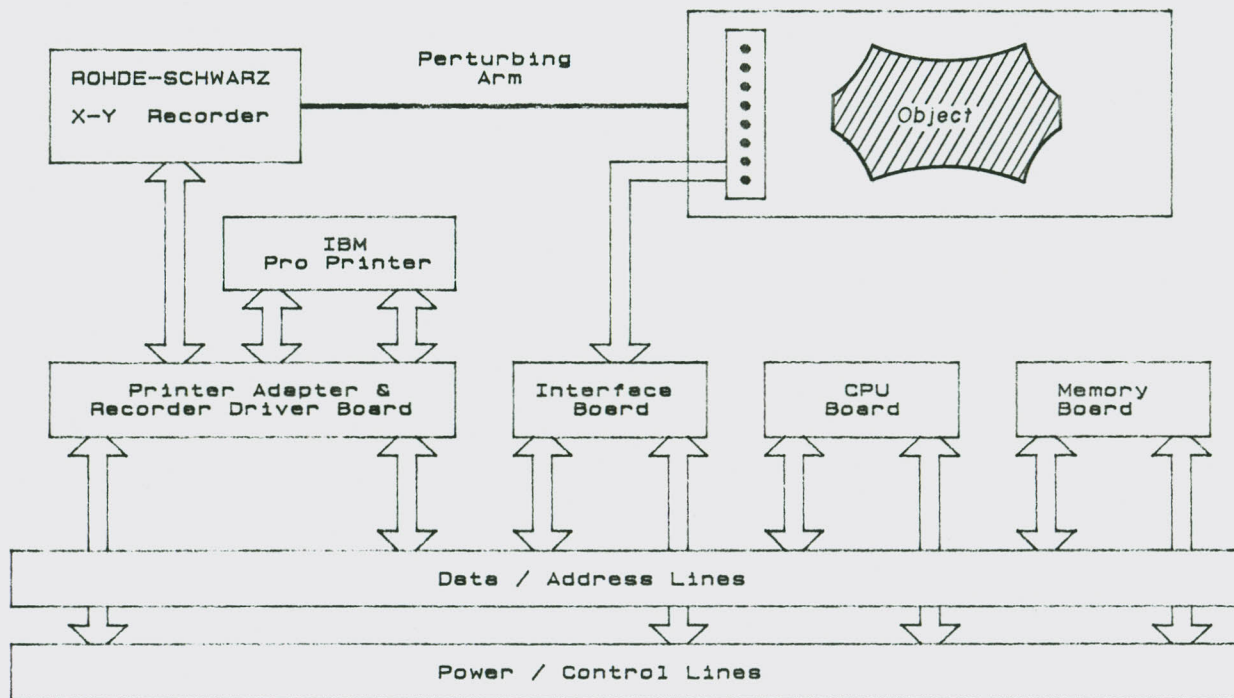 ROHDE-SCHWARZ
X-Y Recorder
Perturbing
Arm
Object
IBM
Pro Printer
Printer Adapter &
Recorder Driver Board
Interface
Board
CPU
Board
Memory
Board
Data / Address Lines
Power / Control Lines